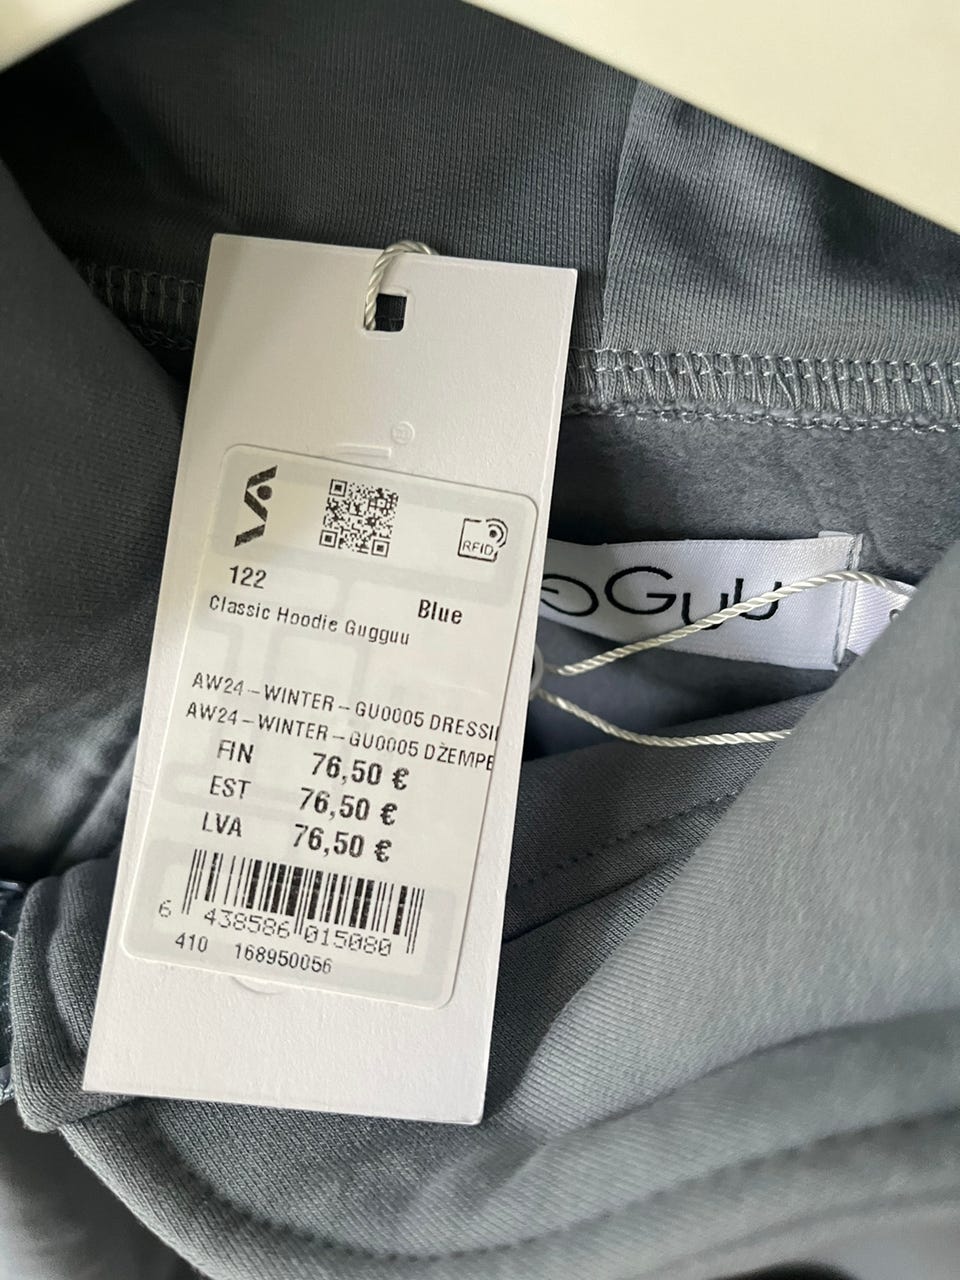 ®
RFID
122
Blue
Classic Hoodie Gugguu
AW24-WINTER-GU0005 DRESSI
AW24-WINTER-GU0005 DŽEMPE
FIN 76,50 €
EST 76,50 €
LVA 76,50 €
6 438586 015080
410 168950056
GUU